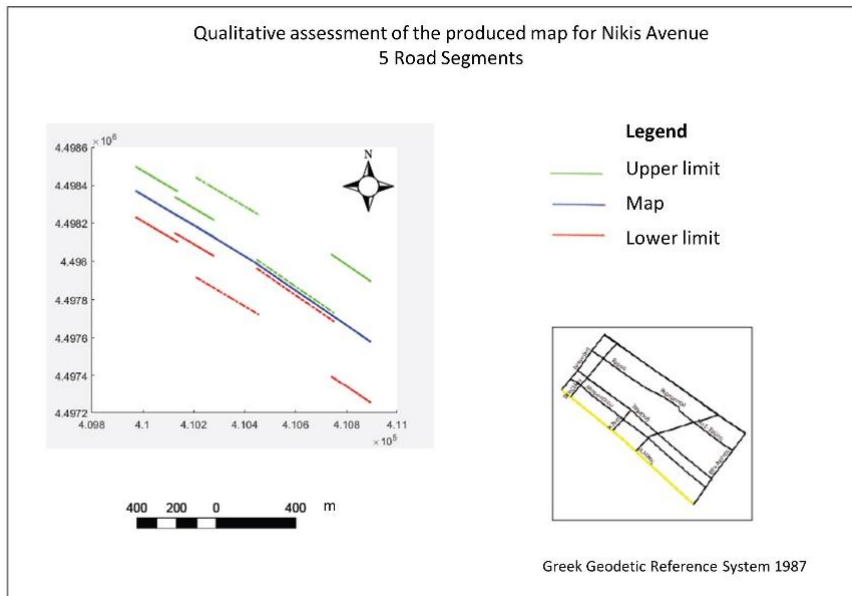 Qualitative assessment of the produced map for Nikis Avenue
5 Road Segments
×10⁶
4.4986
4.4984
4.4982
4.498
4.496
4.4978
4.4976
4.4974
4.4972
4.098 4.1 4.102 4.104 4.106 4.108 4.11
×10⁵
N
Legend
Upper limit
Map
Lower limit
400 200 0 400 m
Greek Geodetic Reference System 1987